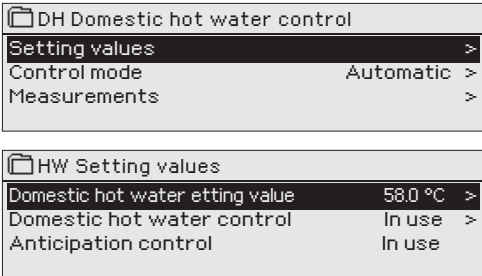 DH Domestic hot water control
Setting values >
Control mode Automatic >
Measurements >
HW Setting values
Domestic hot water etting value 58.0 °C >
Domestic hot water control In use >
Anticipation control In use